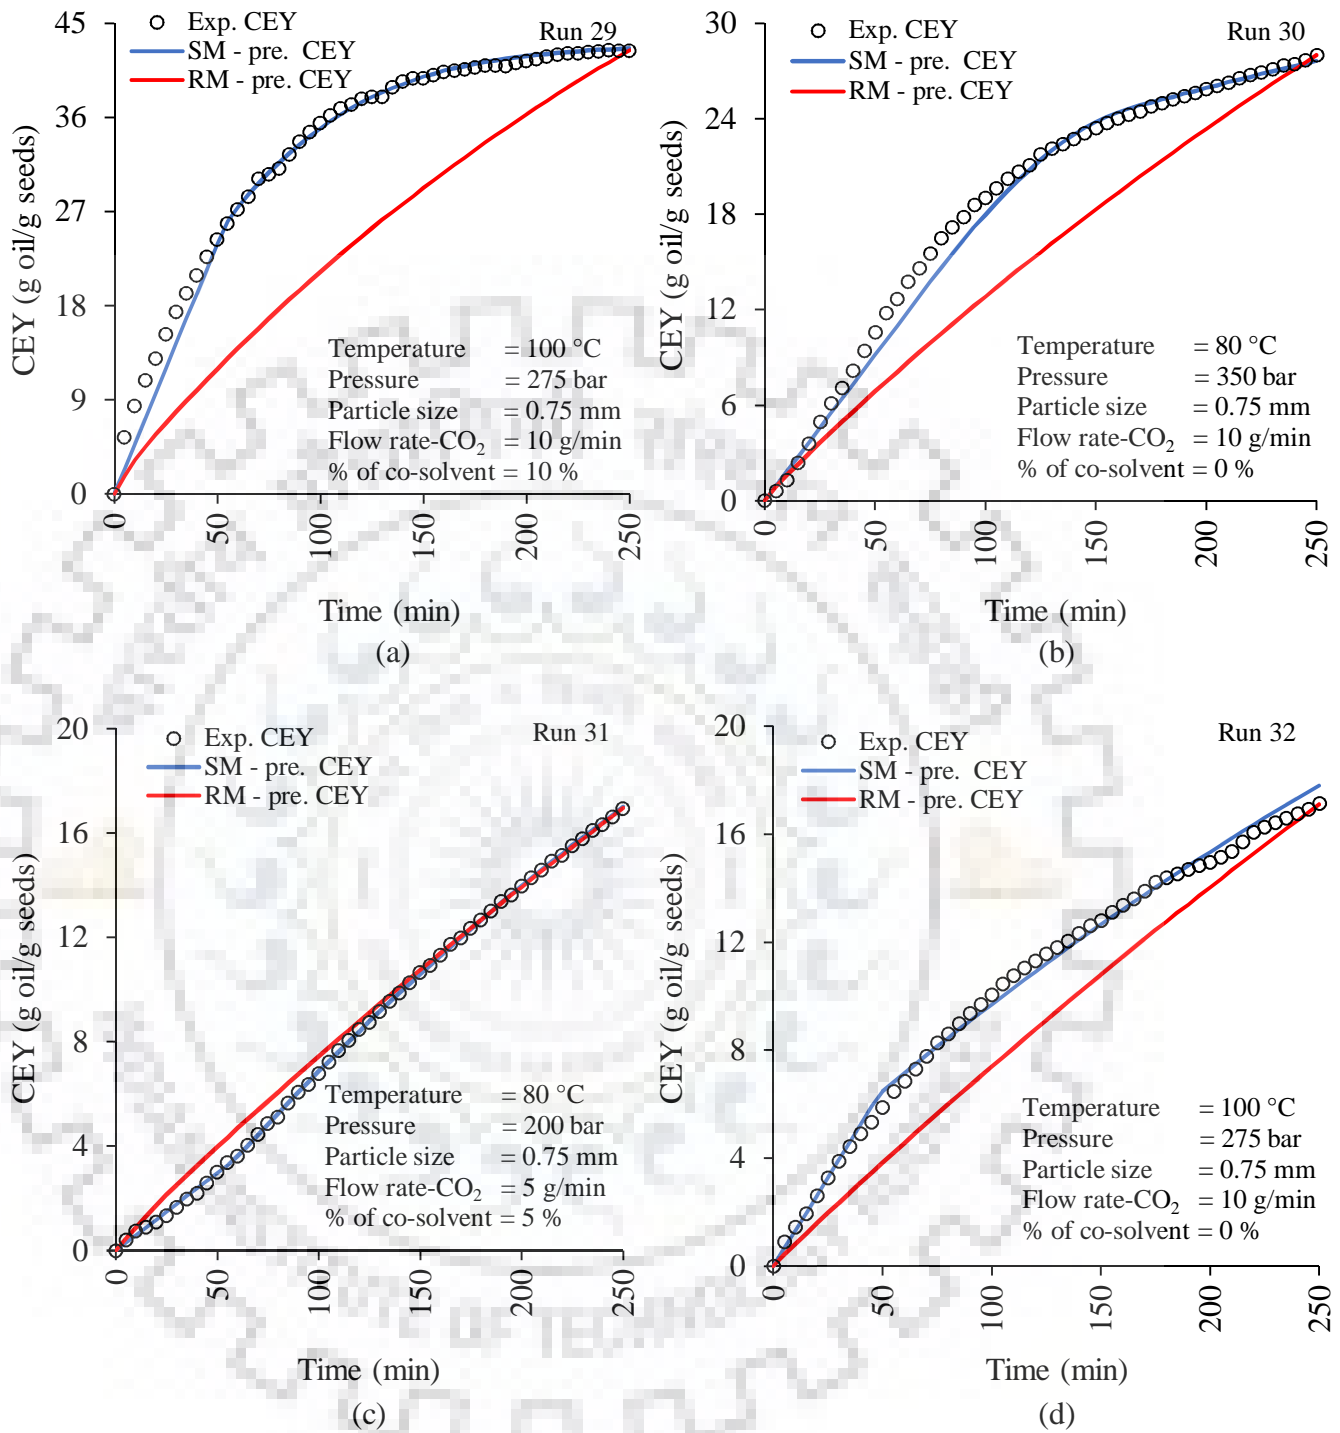 45
36
27
18
9
0
CEY (g oil/g seeds)
Exp. CEY
SM - pre. CEY
RM - pre. CEY
Run 29
Temperature = 100 °C
Pressure = 275 bar
Particle size = 0.75 mm
Flow rate-CO₂ = 10 g/min
% of co-solvent = 10 %
0 50 100 150 200 250
Time (min)
(a)
30
24
18
12
6
0
CEY (g oil/g seeds)
Exp. CEY
SM - pre. CEY
RM - pre. CEY
Run 30
Temperature = 80 °C
Pressure = 350 bar
Particle size = 0.75 mm
Flow rate-CO₂ = 10 g/min
% of co-solvent = 0 %
0 50 100 150 200 250
Time (min)
(b)
20
16
12
8
4
0
CEY (g oil/g seeds)
Exp. CEY
SM - pre. CEY
RM - pre. CEY
Run 31
Temperature = 80 °C
Pressure = 200 bar
Particle size = 0.75 mm
Flow rate-CO₂ = 5 g/min
% of co-solvent = 5 %
0 50 100 150 200 250
Time (min)
(c)
20
16
12
8
4
0
CEY (g oil/g seeds)
Exp. CEY
SM - pre. CEY
RM - pre. CEY
Run 32
Temperature = 100 °C
Pressure = 275 bar
Particle size = 0.75 mm
Flow rate-CO₂ = 10 g/min
% of co-solvent = 0 %
0 50 100 150 200 250
Time (min)
(d)